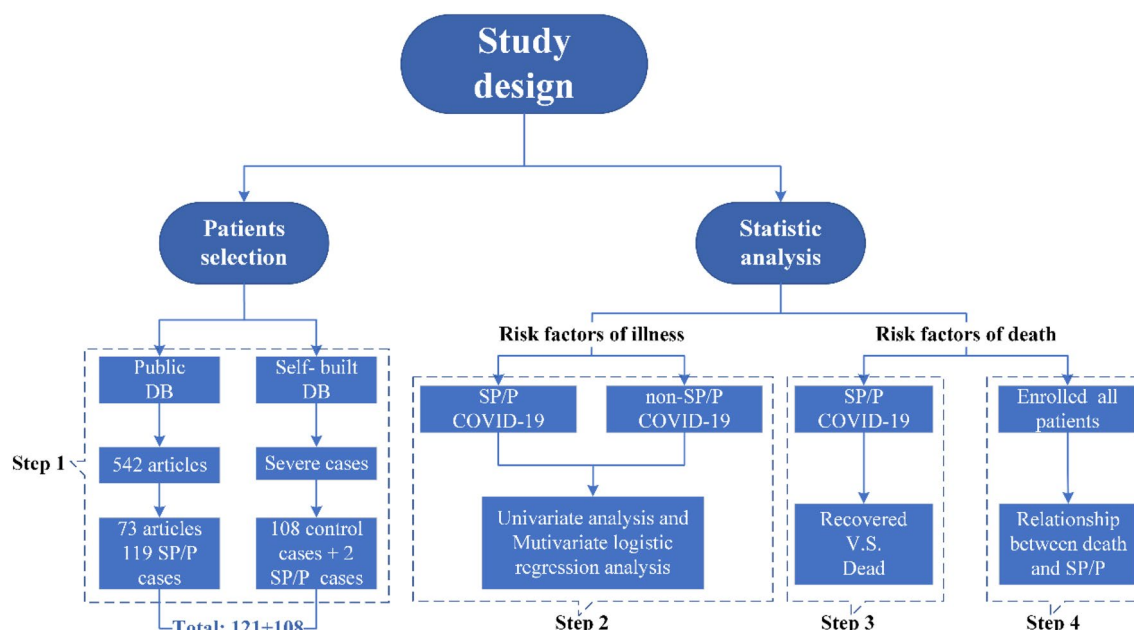 Study
design
Patients
selection
Statistic
analysis
Risk factors of illness
Risk factors of death
Public
DB
Self- built
DB
SP/P
COVID-19
non-SP/P
COVID-19
SP/P
COVID-19
Enrolled all
patients
Step 1
542 articles
Severe cases
73 articles
119 SP/P
cases
108 control
cases + 2
SP/P cases
Univariate analysis and
Mutivariate logistic
regression analysis
Recovered
V.S.
Dead
Relationship
between death
and SP/P
Total: 121+108
Step 2
Step 3
Step 4